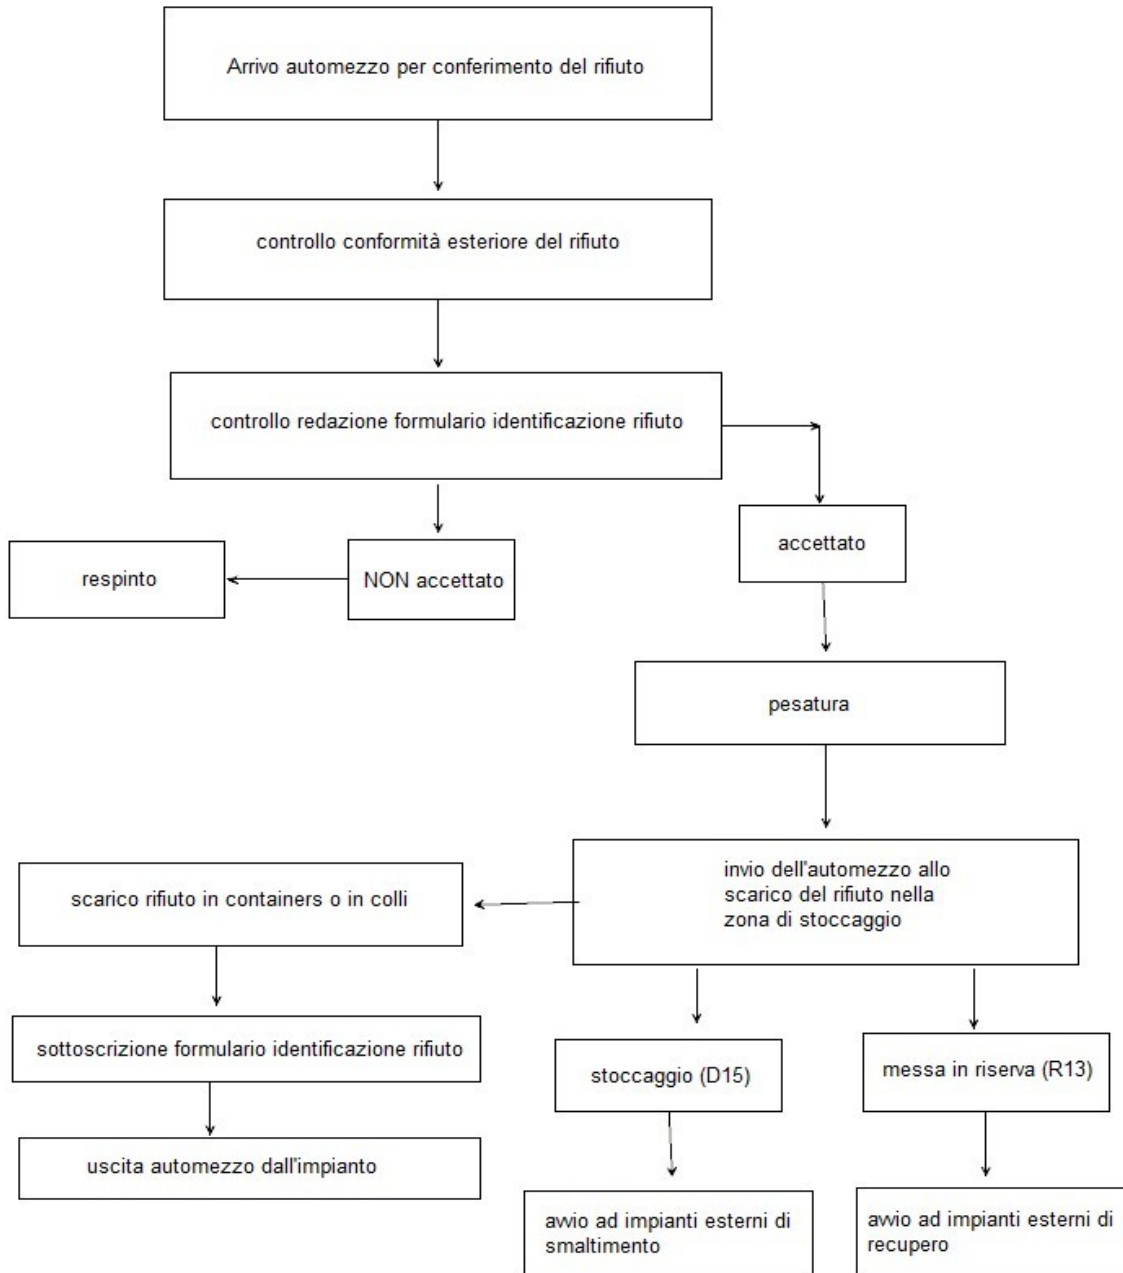 Arrivo automezzo per conferimento del rifiuto
controllo conformità esteriore del rifiuto
controllo redazione formulario identificazione rifiuto
accettato
respinto
NON accettato
pesatura
invio dell'automezzo allo
scarico del rifiuto nella
zona di stoccaggio
scarico rifiuto in containers o in colli
sottoscrizione formulario identificazione rifiuto
uscita automezzo dall'impianto
stoccaggio (D15)
messa in riserva (R13)
avvio ad impianti esterni di
smaltimento
avvio ad impianti esterni di
recupero